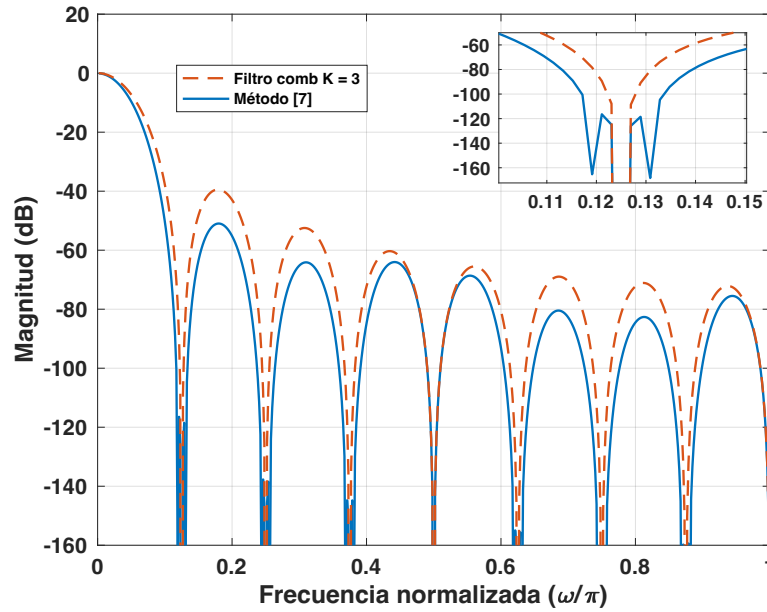 20
0
-20
-40
-60
-80
-100
-120
-140
-160
Magnitud (dB)
Filtro comb K = 3
Método [7]
-60
-80
-100
-120
-140
-160
0.11 0.12 0.13 0.14 0.15
0 0.2 0.4 0.6 0.8 1
Frecuencia normalizada (ω/π)